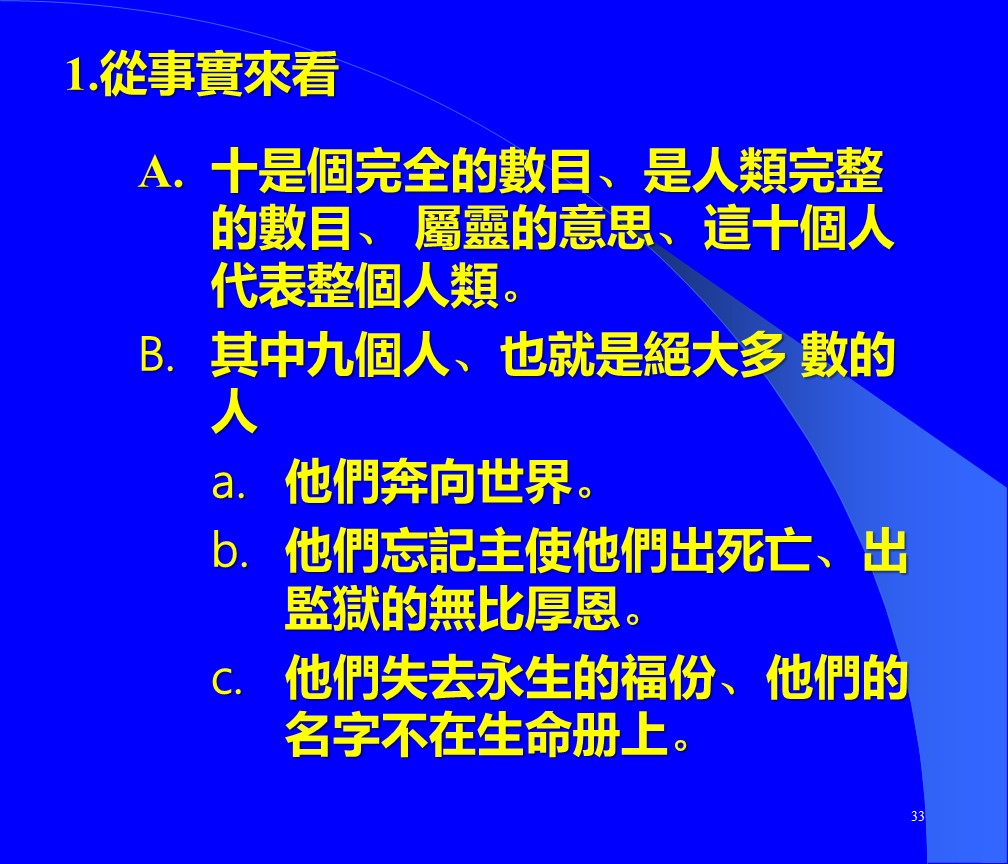 1.從事實來看
A. 十是個完全的數目、是人類完整
的數目、 屬靈的意思、這十個人
代表整個人類。
B. 其中九個人、也就是絕大多 數的
人
a. 他們奔向世界。
b. 他們忘記主使他們出死亡、出
監獄的無比厚恩。
c. 他們失去永生的福份、他們的
名字不在生命册上。
33